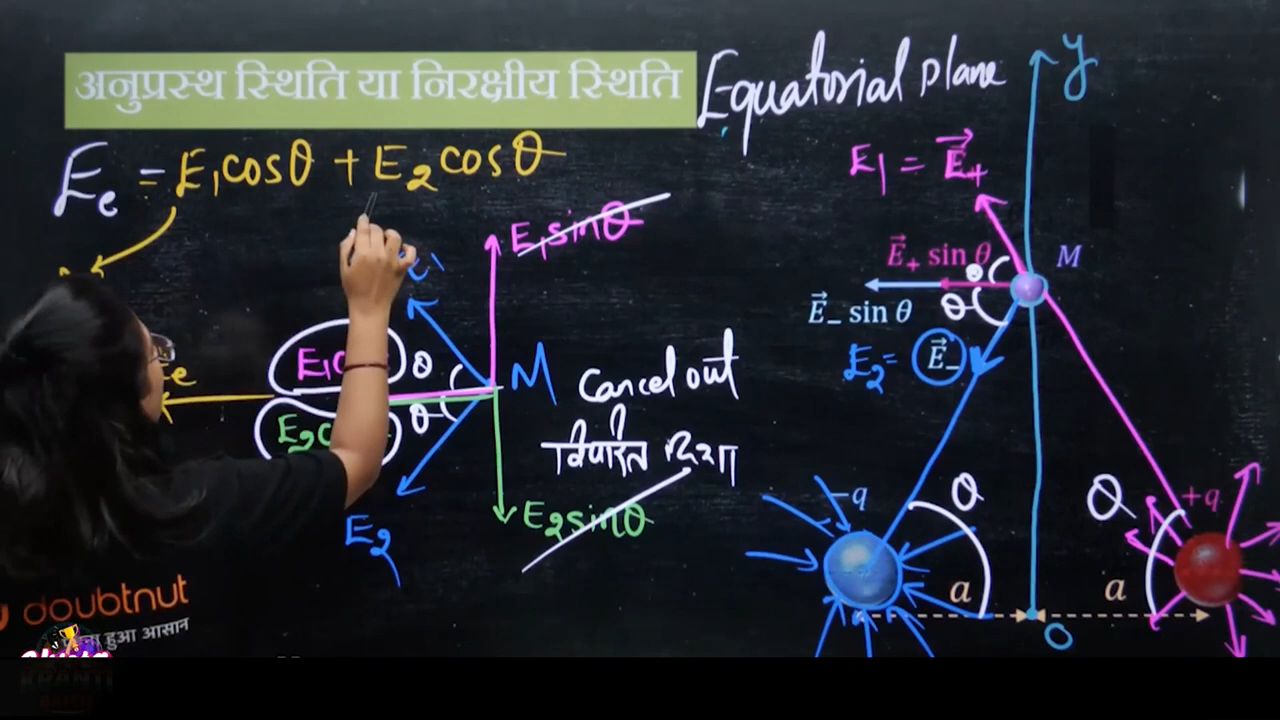 अनुप्रस्थ स्थिति या निरक्षीय स्थिति
Equatorial plane
Ee = E₁cosθ + E₂cosθ
E₁sinθ
θ
θ
M
E₂
E₂sinθ
Cancel out
y
E₁ = E⃗₊
E⃗₊ sin θ
θ
M
E⃗₋ sin θ
θ
E₂ = E⃗₋
-q
θ
θ
+q
a
a
O
doubtnut
हुआ आसान